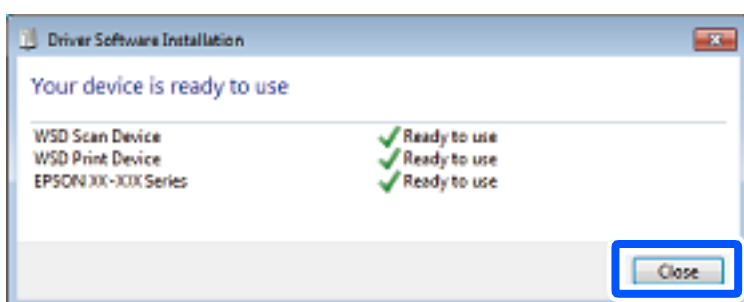 Driver Software Installation
Your device is ready to use
WSD Scan Device Ready to use
WSD Print Device Ready to use
EPSON XX-XXX Series Ready to use
Close